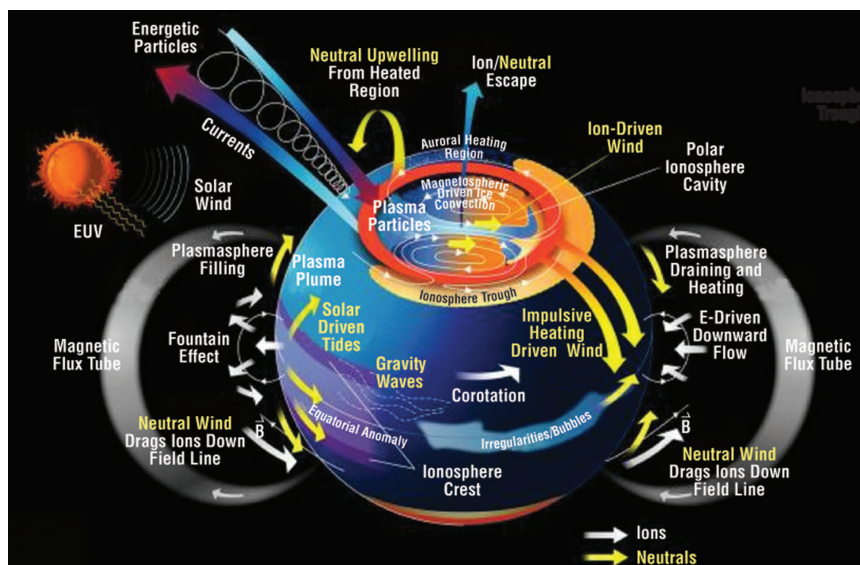 Energetic
Particles
Neutral Upwelling
From Heated
Region
Ion/Neutral
Escape
Ionosphere
Trough
Currents
Auroral Heating
Region
Ion-Driven
Wind
Polar
Ionosphere
Cavity
Magnetospheric
Driven Ice
Convection
Plasma
Particles
Solar
Wind
EUV
Plasmasphere
Filling
Plasma
Plume
Ionosphere Trough
Plasmasphere
Draining and
Heating
Solar
Driven
Tides
Impulsive
Heating
Driven Wind
E-Driven
Downward
Flow
Magnetic
Flux Tube
Fountain
Effect
Gravity
Waves
Corotation
Magnetic
Flux Tube
Equatorial Anomaly
Irregularities/Bubbles
Neutral Wind
Drags Ions Down
Field Line
B
Ionosphere
Crest
B
Neutral Wind
Drags Ions Down
Field Line
Ions
Neutrals